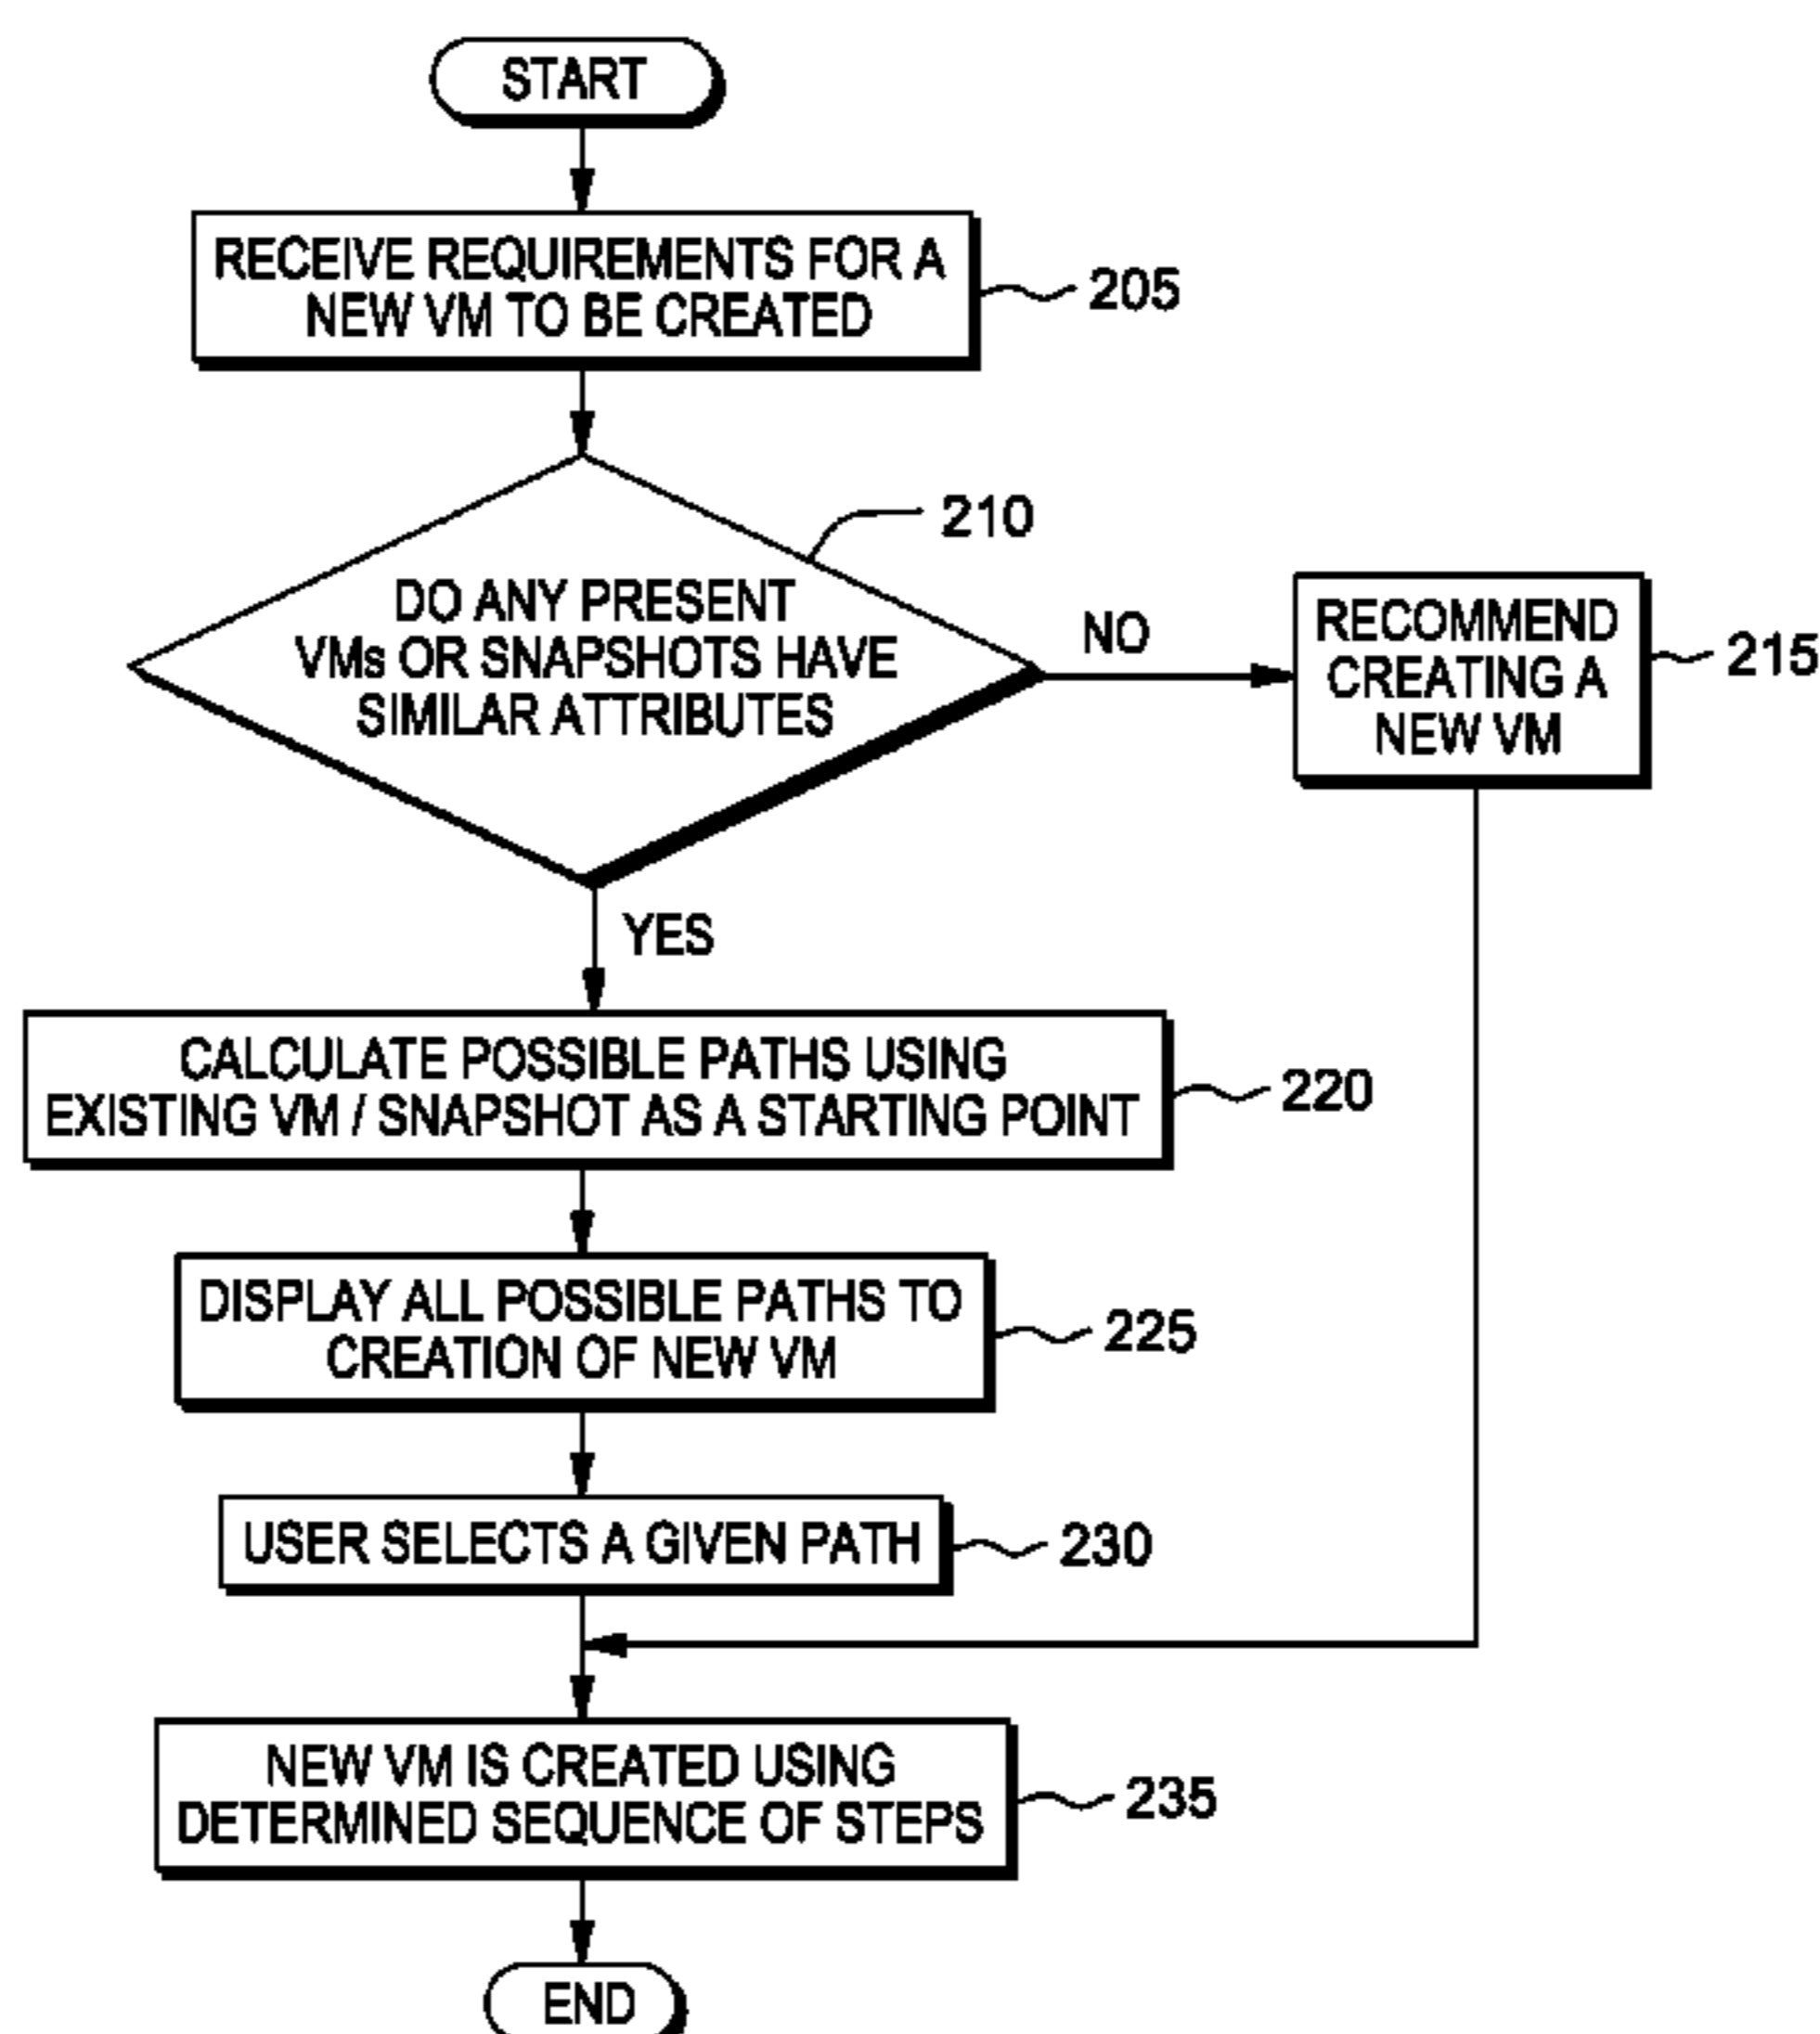 START
RECEIVE REQUIREMENTS FOR A
NEW VM TO BE CREATED
205
210
DO ANY PRESENT
VMs OR SNAPSHOTS HAVE
SIMILAR ATTRIBUTES
NO
RECOMMEND
CREATING A
NEW VM
215
YES
CALCULATE POSSIBLE PATHS USING
EXISTING VM / SNAPSHOT AS A STARTING POINT
220
DISPLAY ALL POSSIBLE PATHS TO
CREATION OF NEW VM
225
USER SELECTS A GIVEN PATH
230
NEW VM IS CREATED USING
DETERMINED SEQUENCE OF STEPS
235
END